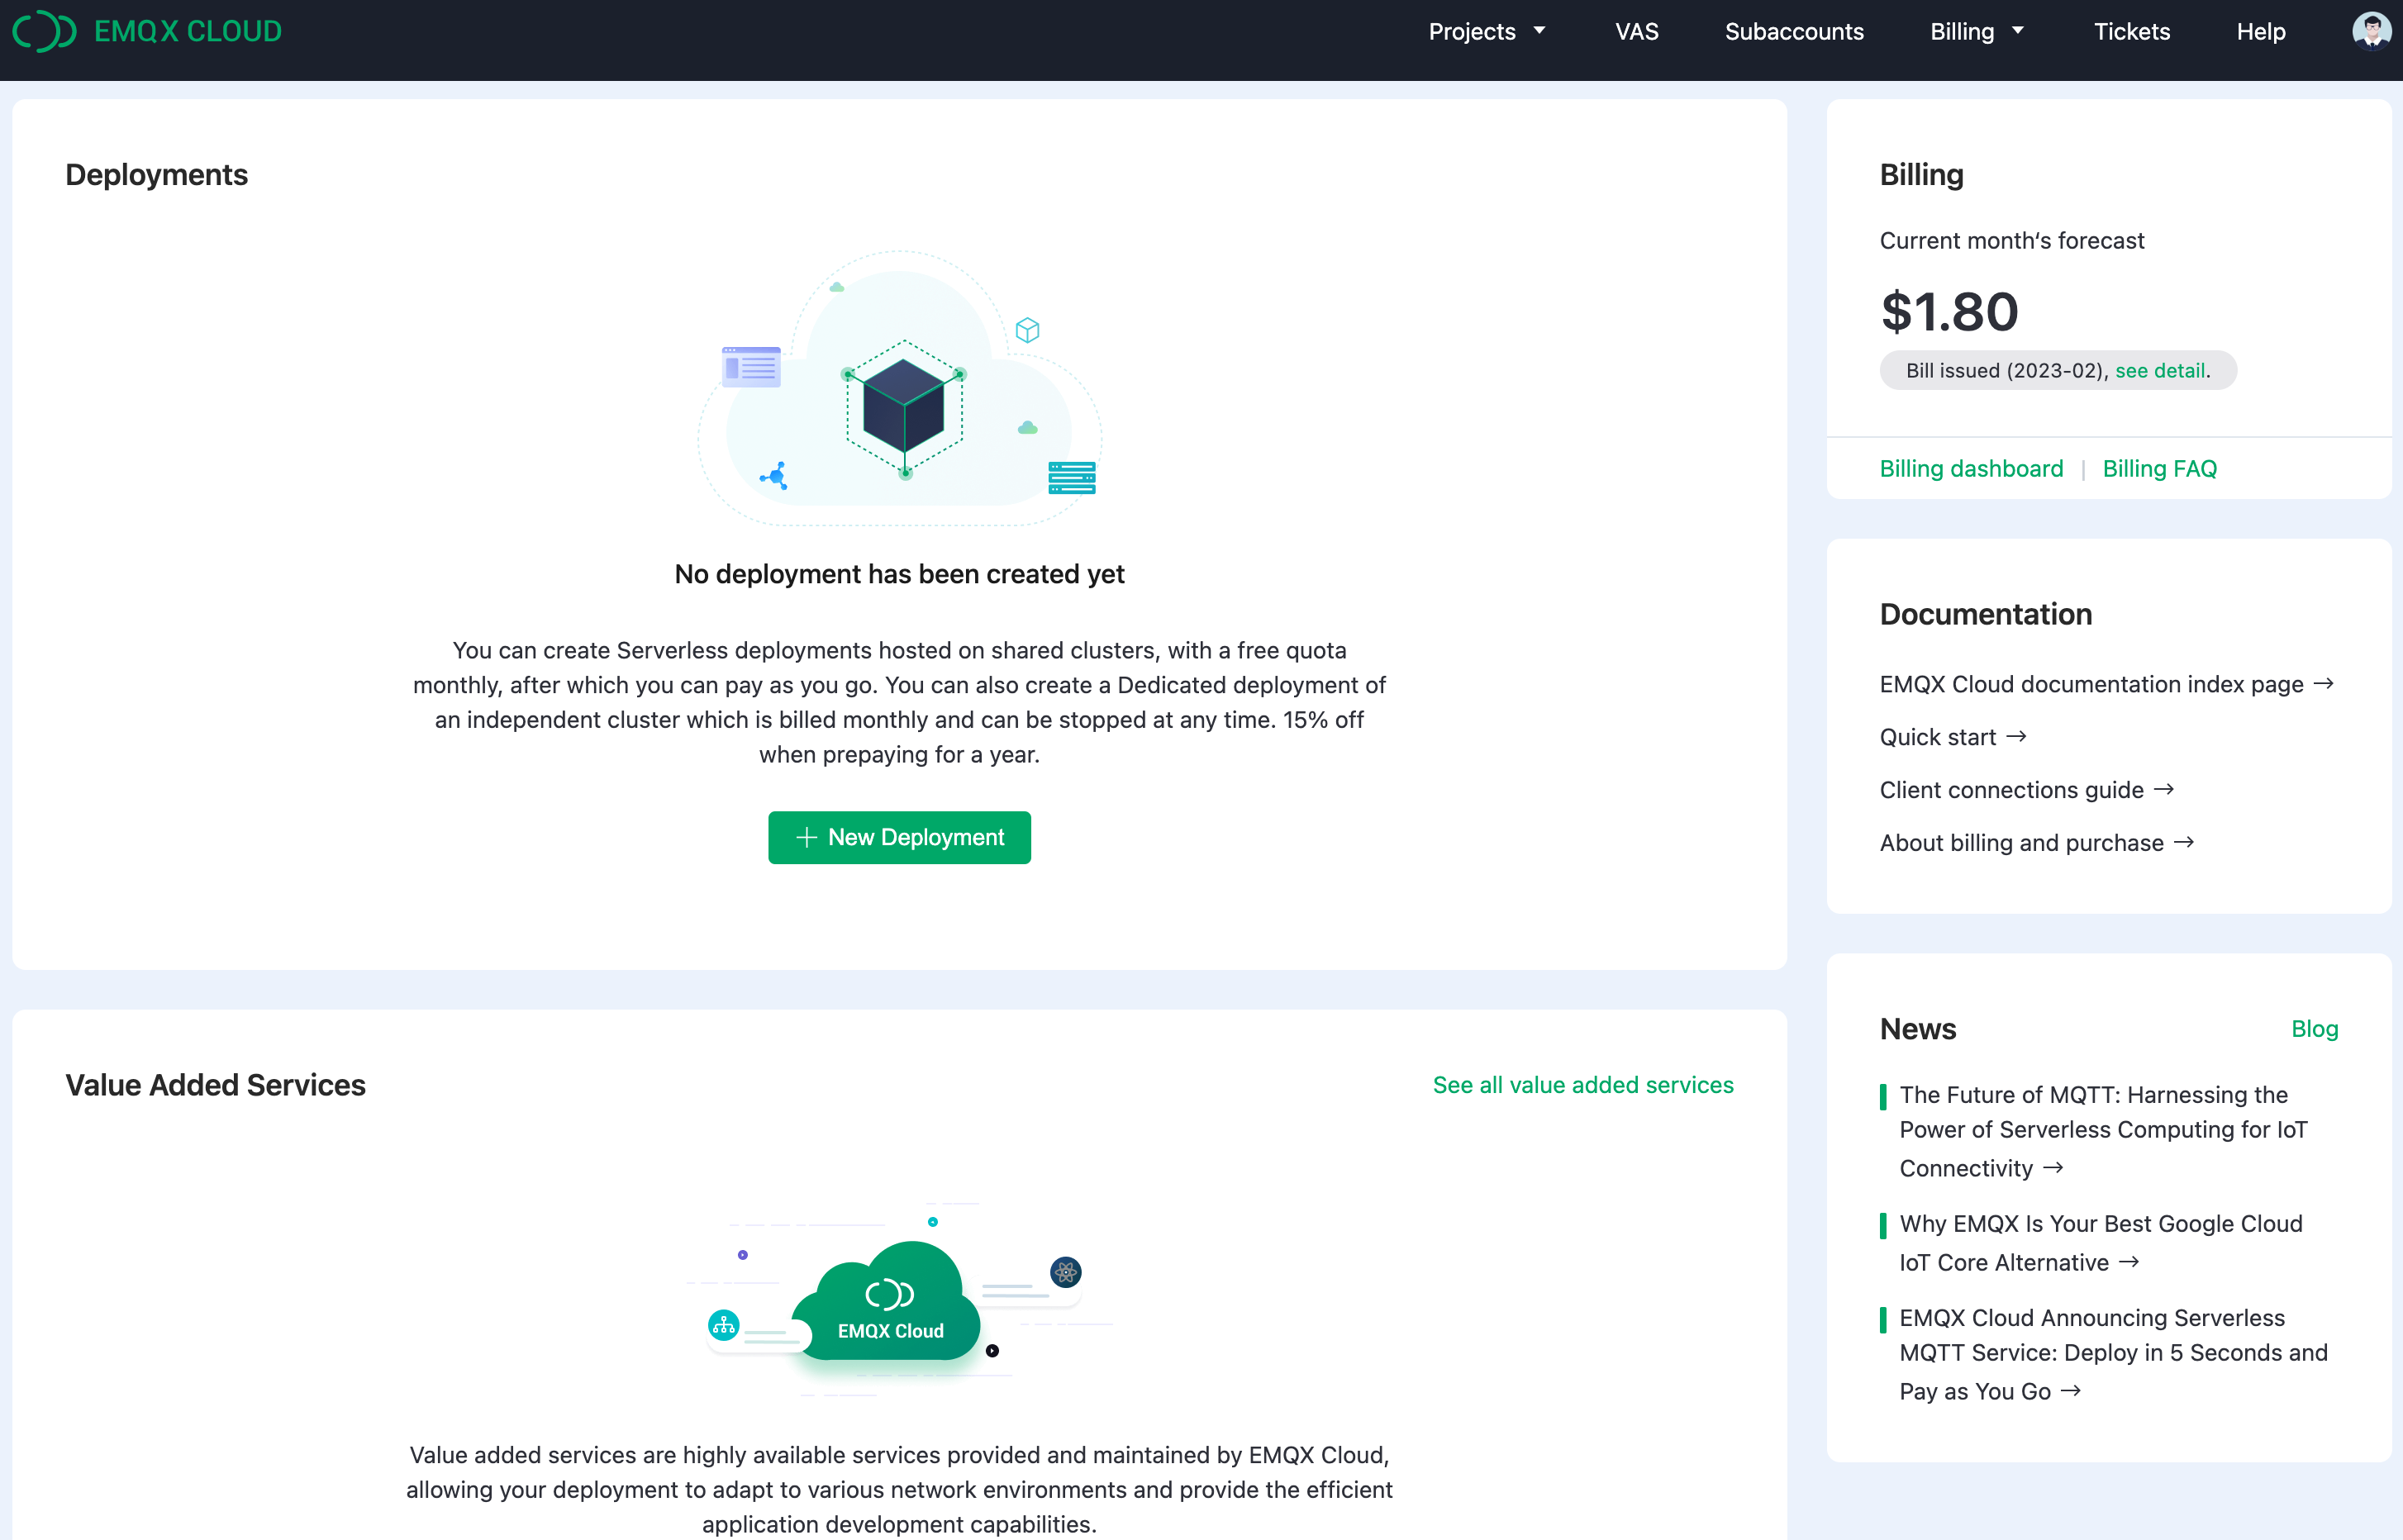 EMQX CLOUD
Projects
VAS
Subaccounts
Billing
Tickets
Help
Deployments
No deployment has been created yet
You can create Serverless deployments hosted on shared clusters, with a free quota
monthly, after which you can pay as you go. You can also create a Dedicated deployment of
an independent cluster which is billed monthly and can be stopped at any time. 15% off
when prepaying for a year.
+ New Deployment
Value Added Services
See all value added services
EMQX Cloud
Value added services are highly available services provided and maintained by EMQX Cloud,
allowing your deployment to adapt to various network environments and provide the efficient
application development capabilities.
Billing
Current month‘s forecast
$1.80
Bill issued (2023-02), see detail.
Billing dashboard | Billing FAQ
Documentation
EMQX Cloud documentation index page →
Quick start →
Client connections guide →
About billing and purchase →
News
Blog
The Future of MQTT: Harnessing the
Power of Serverless Computing for IoT
Connectivity →
Why EMQX Is Your Best Google Cloud
IoT Core Alternative →
EMQX Cloud Announcing Serverless
MQTT Service: Deploy in 5 Seconds and
Pay as You Go →